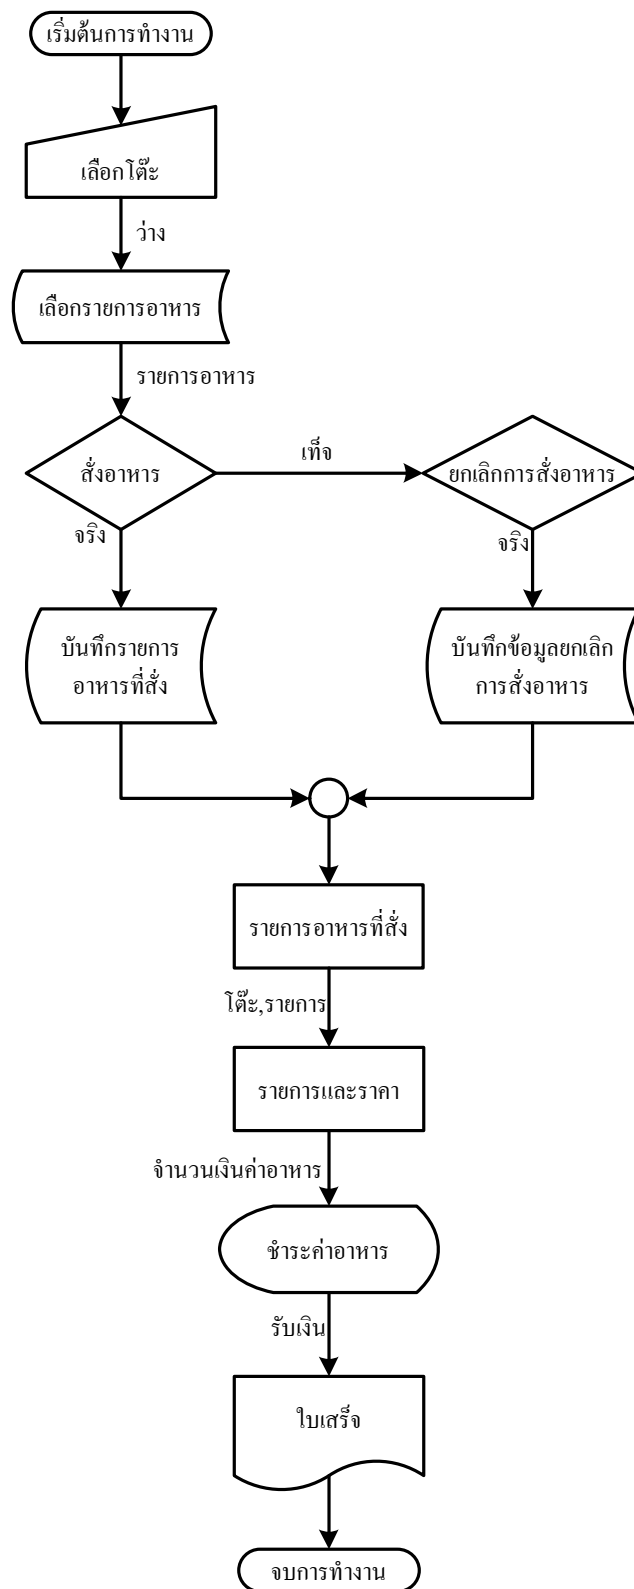 เริ่มต้นการทำงาน
เลือกโต๊ะ
ว่าง
เลือกรายการอาหาร
รายการอาหาร
สั่งอาหาร
เท็จ
ยกเลิกการสั่งอาหาร
จริง
จริง
บันทึกรายการ
อาหารที่สั่ง
บันทึกข้อมูลยกเลิก
การสั่งอาหาร
รายการอาหารที่สั่ง
โต๊ะ,รายการ
รายการและราคา
จำนวนเงินค่าอาหาร
ชำระค่าอาหาร
รับเงิน
ใบเสร็จ
จบการทำงาน